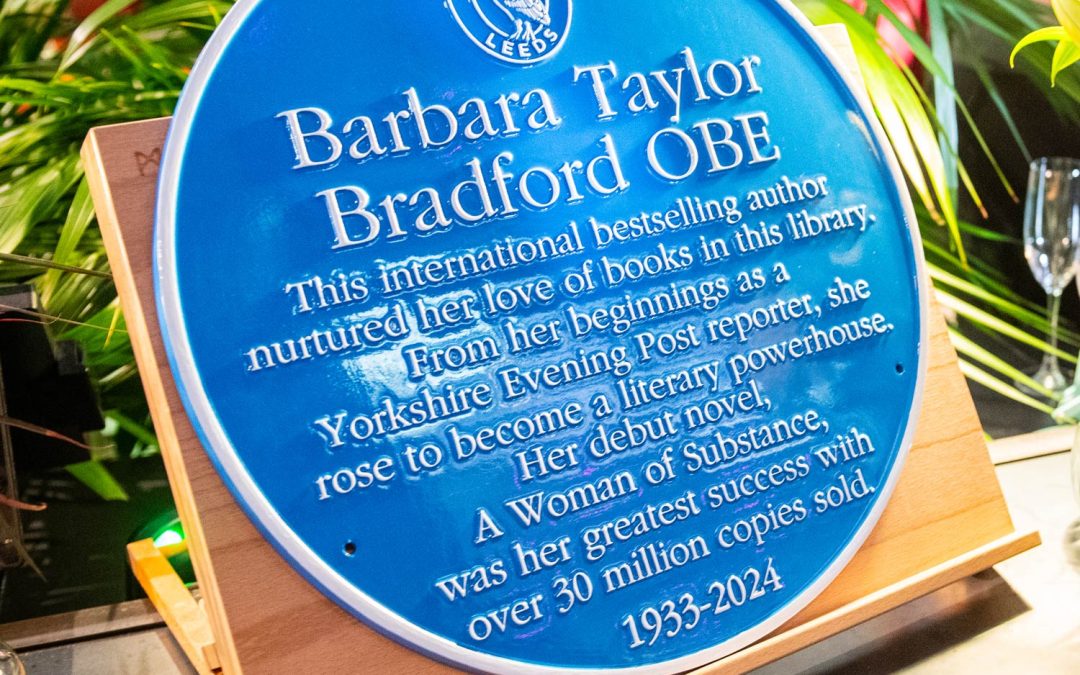 LEEDS
Barbara Taylor
Bradford OBE
This international bestselling author
nurtured her love of books in this library.
From her beginnings as a
Yorkshire Evening Post reporter, she
rose to become a literary powerhouse.
Her debut novel,
A Woman of Substance,
was her greatest success with
over 30 million copies sold.
1933-2024